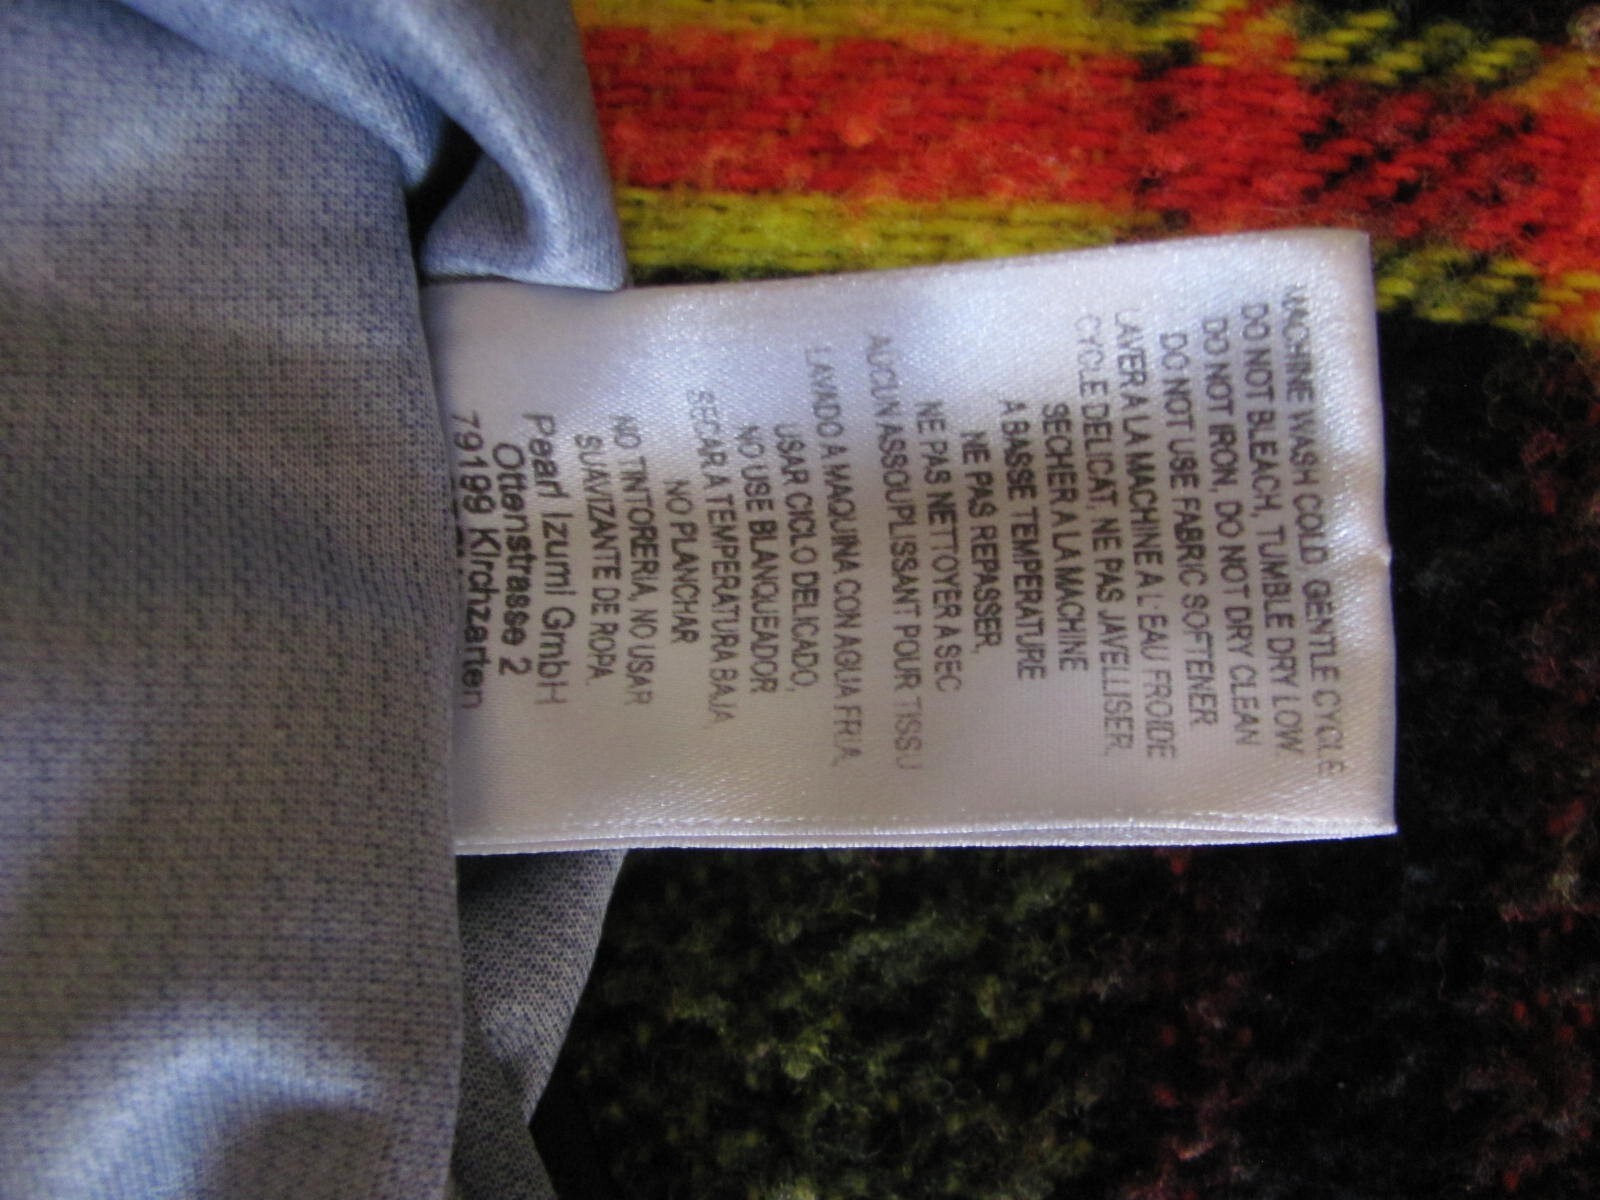 MACHINE WASH COLD, GENTLE CYCLE
DO NOT BLEACH, TUMBLE DRY LOW.
DO NOT IRON, DO NOT DRY CLEAN
DO NOT USE FABRIC SOFTENER
LAVER A LA MACHINE A L'EAU FROIDE
CYCLE DELICAT, NE PAS JAVELLISER,
SECHER A LA MACHINE
A BASSE TEMPERATURE
NE PAS REPASSER,
NE PAS NETTOYER A SEC
AUCUN ASSOUPLISSANT POUR TISSU
LAVADO A MAQUINA CON AGUA FRIA,
USAR CICLO DELICADO,
NO USE BLANQUEADOR
SECAR A TEMPERATURA BAJA
NO PLANCHAR
NO TINTORERIA, NO USAR
SUAVIZANTE DE ROPA,
Pearl Izumi GmbH
Ottenstrasse 2
79199 Kirchzarten